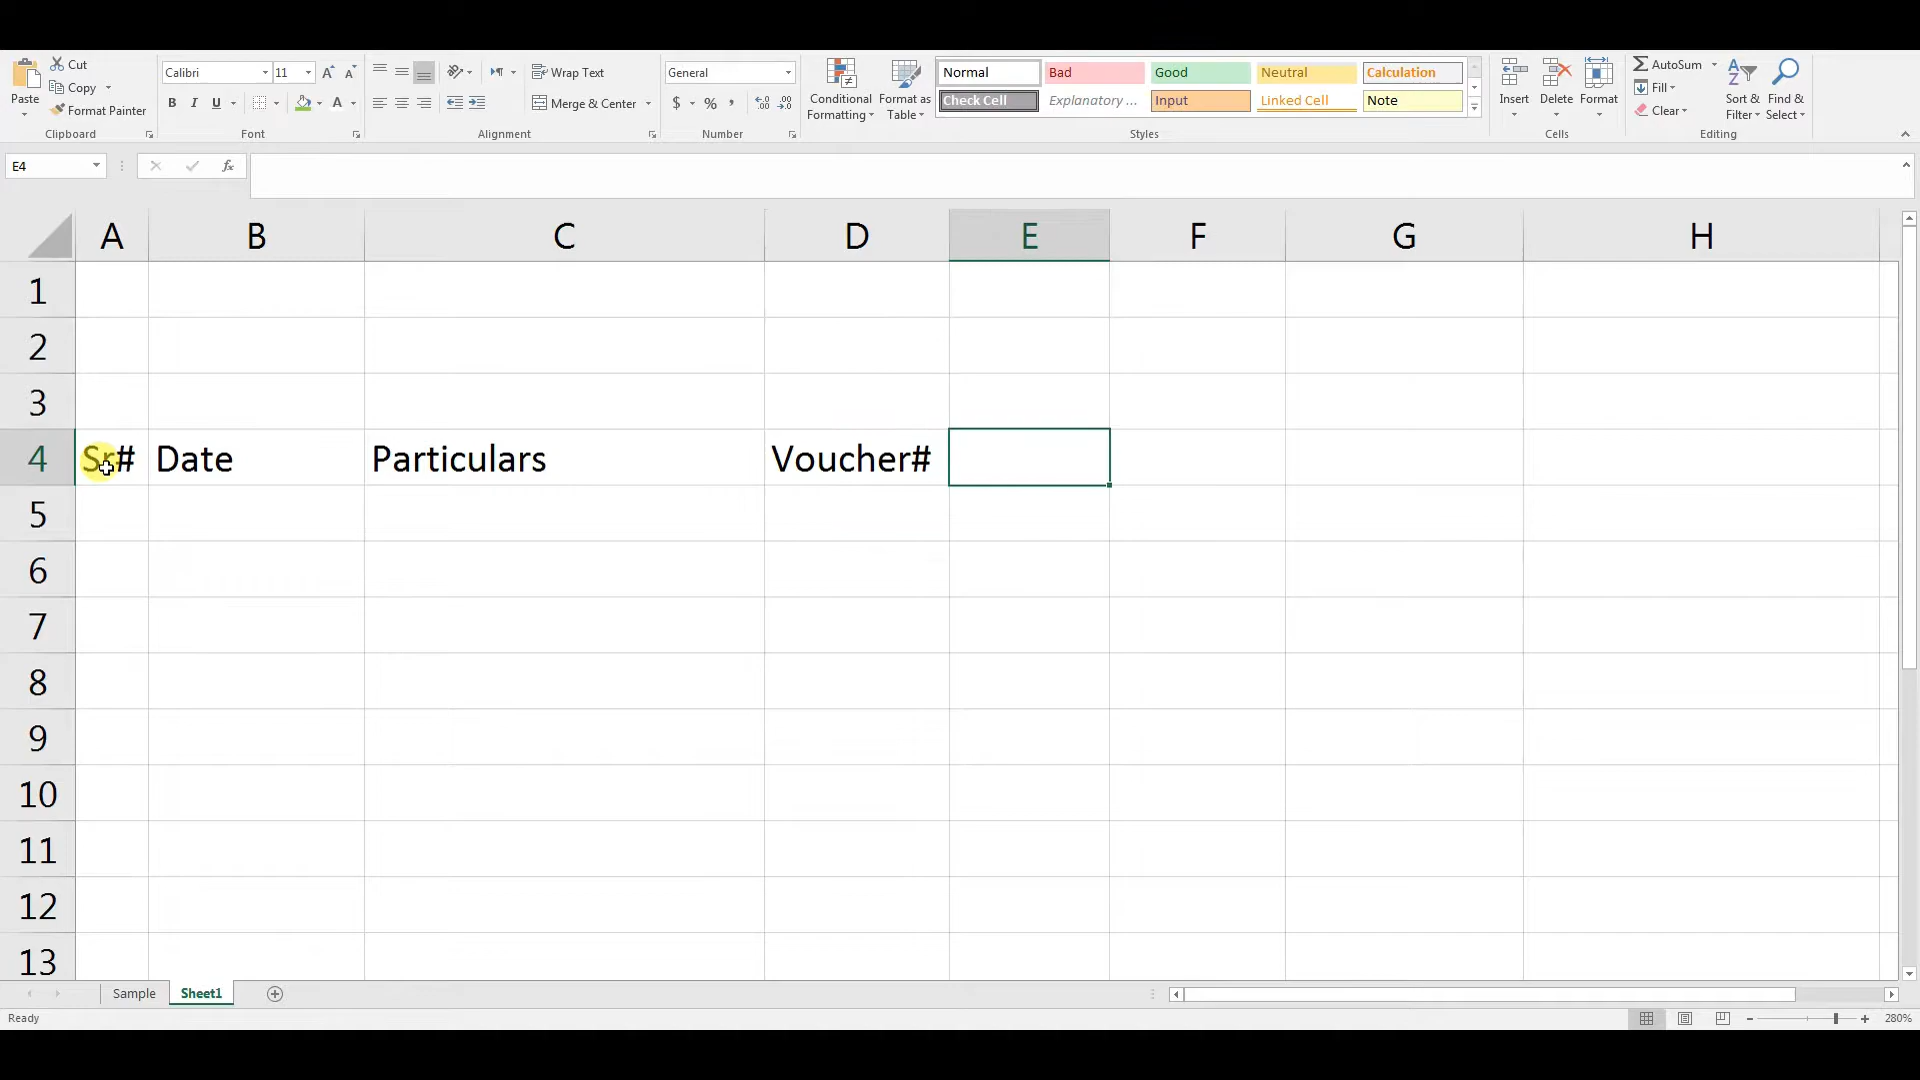 Cut
Copy
Format Painter
Paste
Clipboard
Calibri
11
B I U
A
Font
Wrap Text
Merge & Center
Alignment
General
$ % ,
Number
Conditional
Formatting
Format as
Table
Normal
Bad
Good
Neutral
Calculation
Check Cell
Explanatory ...
Input
Linked Cell
Note
Styles
Insert
Delete
Format
Cells
AutoSum
Fill
Clear
Sort &
Filter
Find &
Select
Editing
E4
fx
A B C D E F G H
1
2
3
4 Sr# Date Particulars Voucher#
5
6
7
8
9
10
11
12
13
Sample
Sheet1
Ready
280%